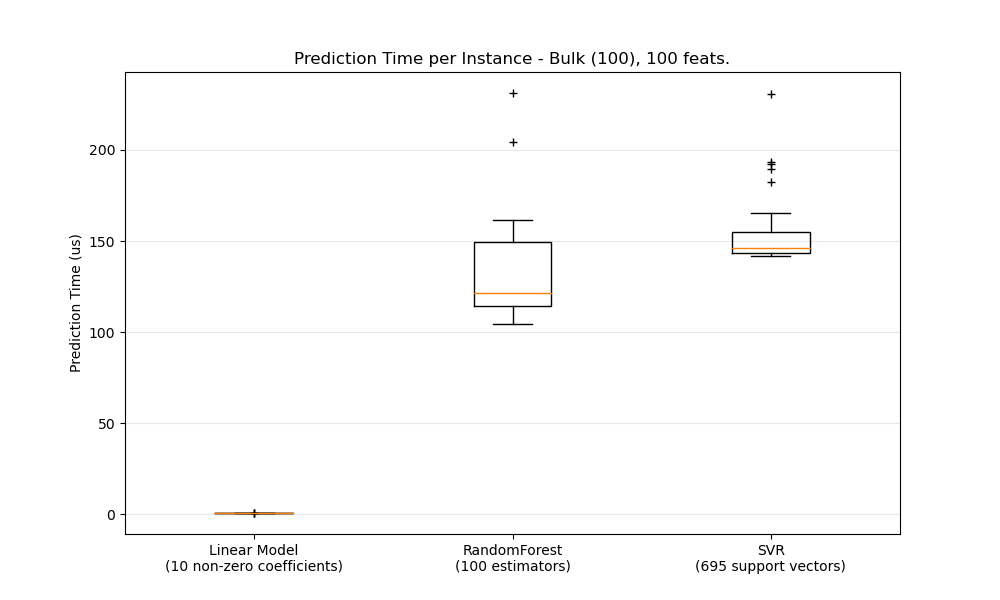 Prediction Time per Instance - Bulk (100), 100 feats.
Prediction Time (us)
200
150
100
50
0
Linear Model
(10 non-zero coefficients)
RandomForest
(100 estimators)
SVR
(695 support vectors)